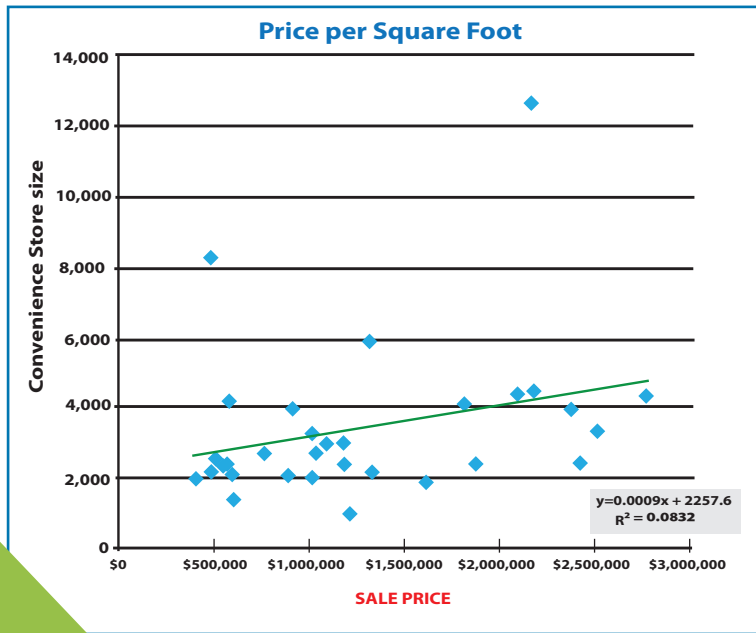 Price per Square Foot
Convenience Store size
14,000
12,000
10,000
8,000
6,000
4,000
2,000
0
$0 $500,000 $1,000,000 $1,500,000 $2,000,000 $2,500,000 $3,000,000
y=0.0009x + 2257.6
R² = 0.0832
SALE PRICE